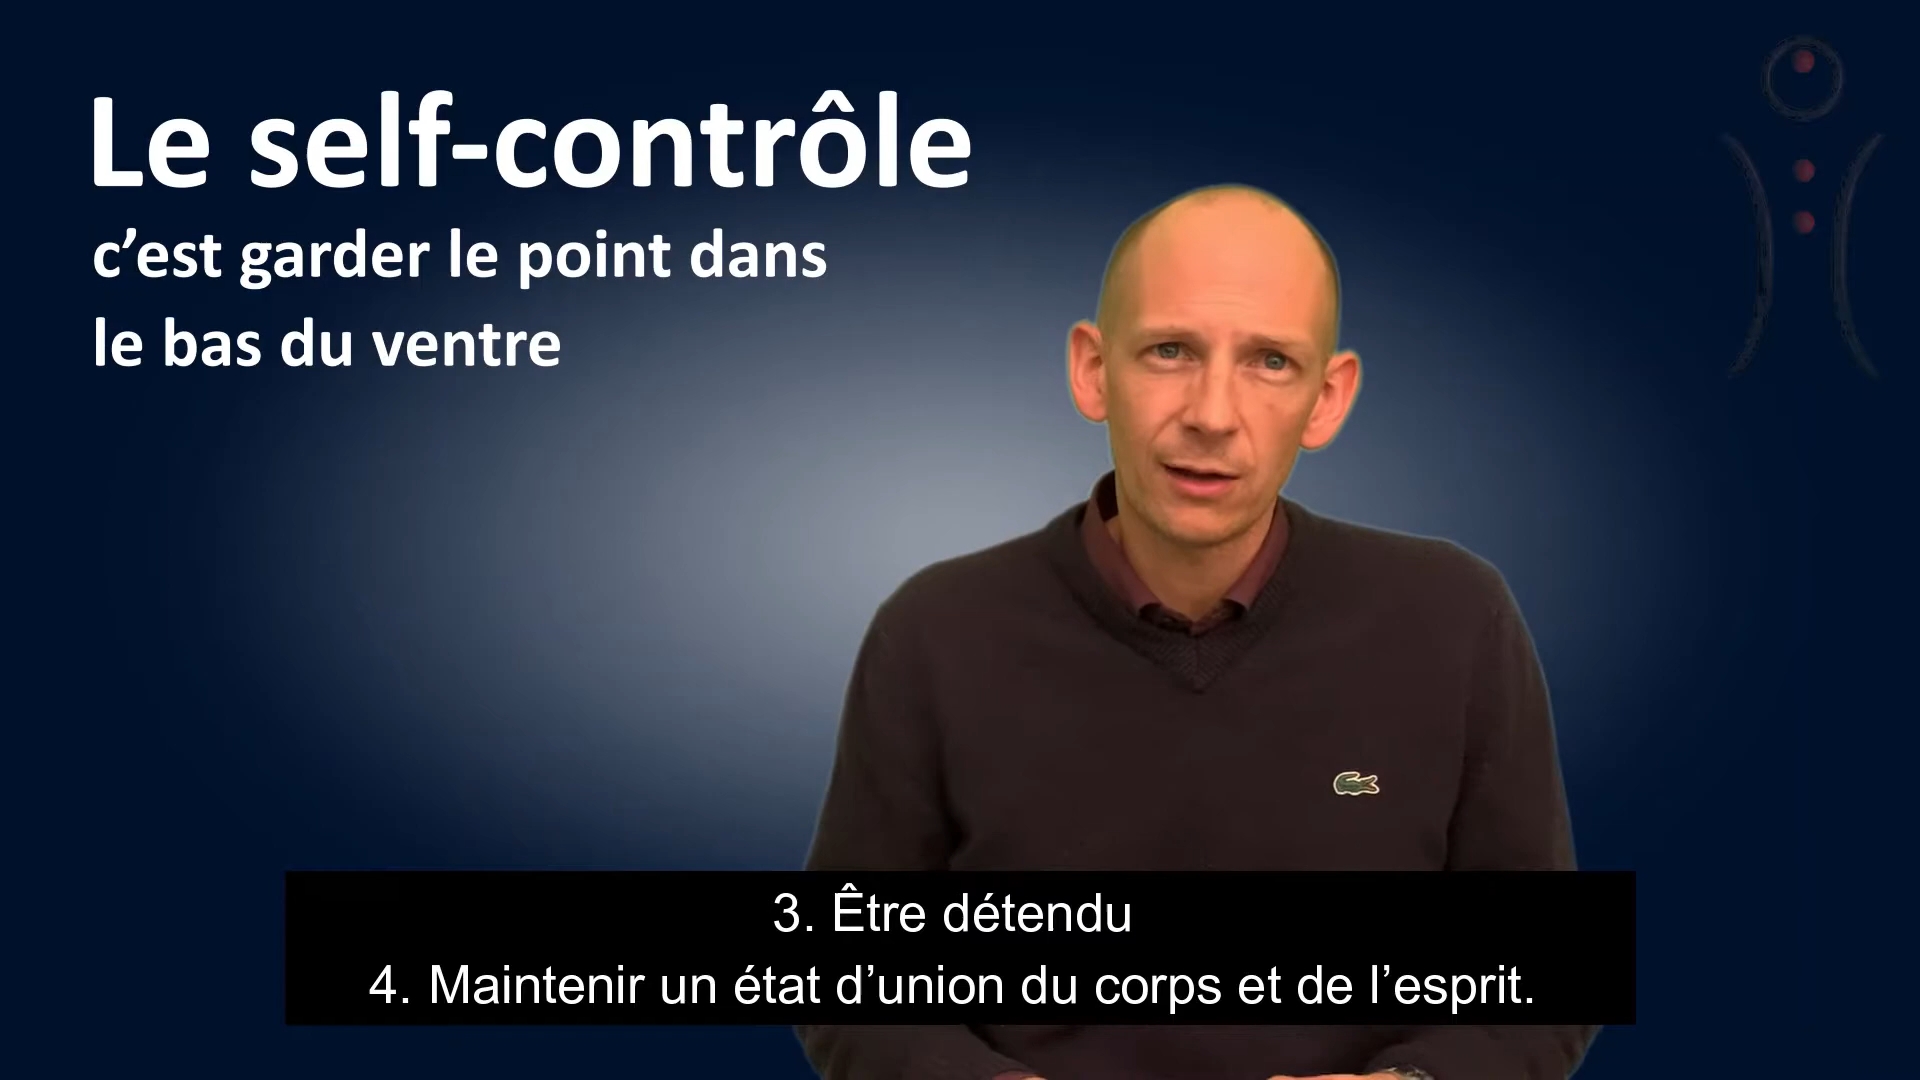 Le self-contrôle
c’est garder le point dans
le bas du ventre
3. Être détendu
4. Maintenir un état d’union du corps et de l’esprit.